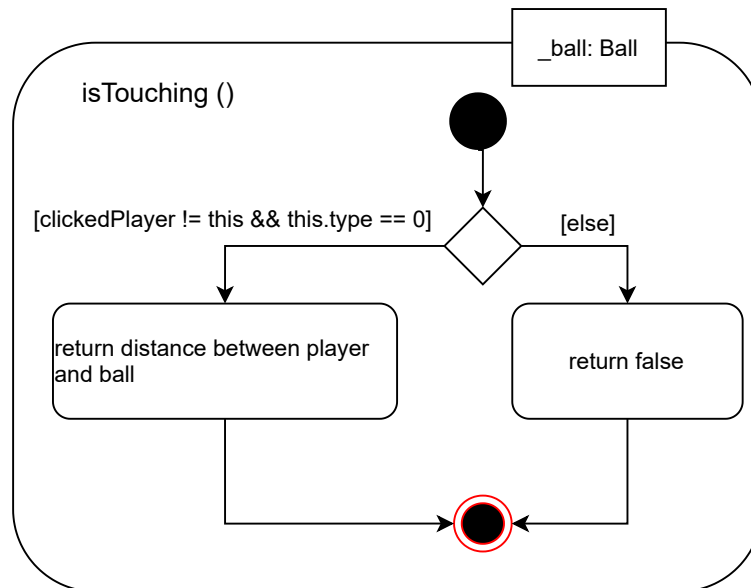 _ball: Ball
isTouching ()
[clickedPlayer != this && this.type == 0]
[else]
return distance between player
and ball
return false